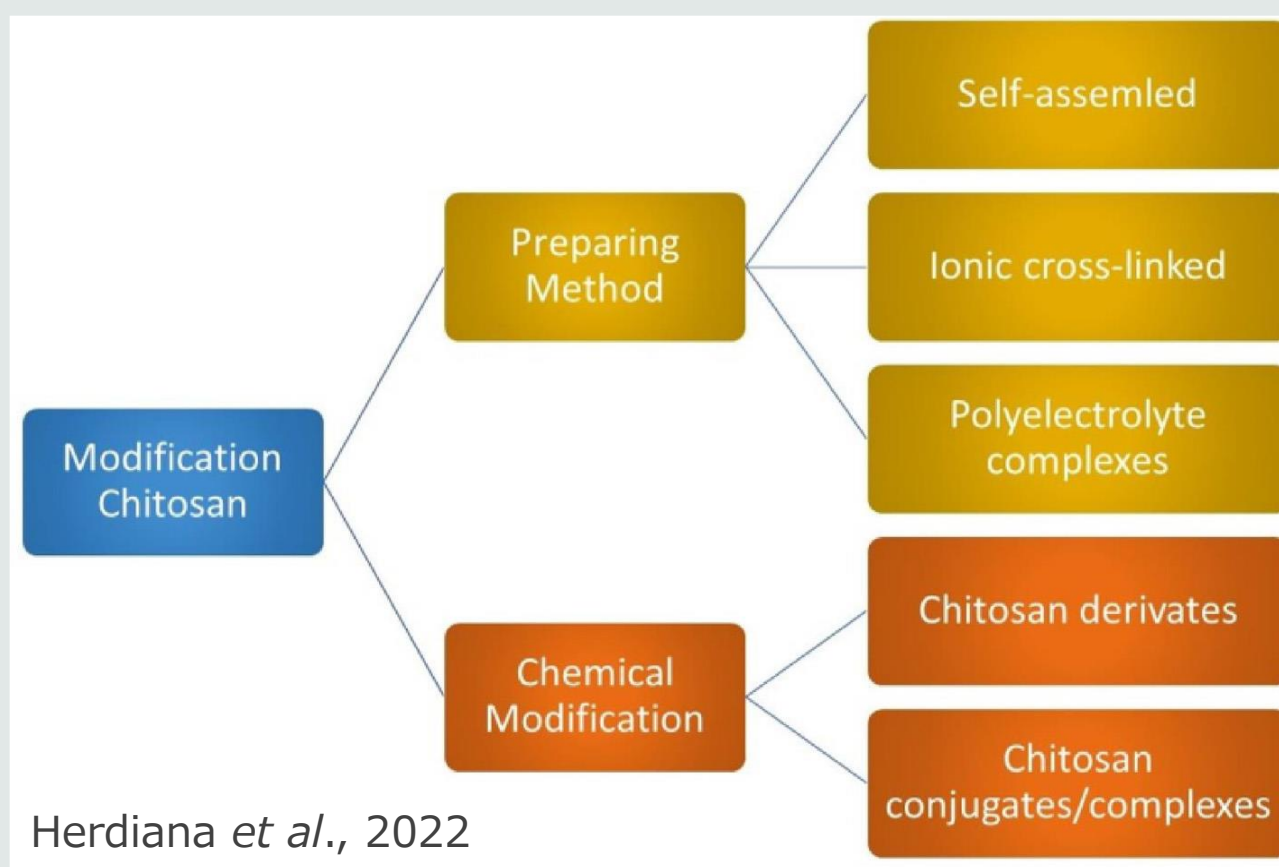 Self-assemled
Preparing
Method
Ionic cross-linked
Polyelectrolyte
complexes
Modification
Chitosan
Chitosan derivates
Chemical
Modification
Chitosan
conjugates/complexes
Herdiana et al., 2022